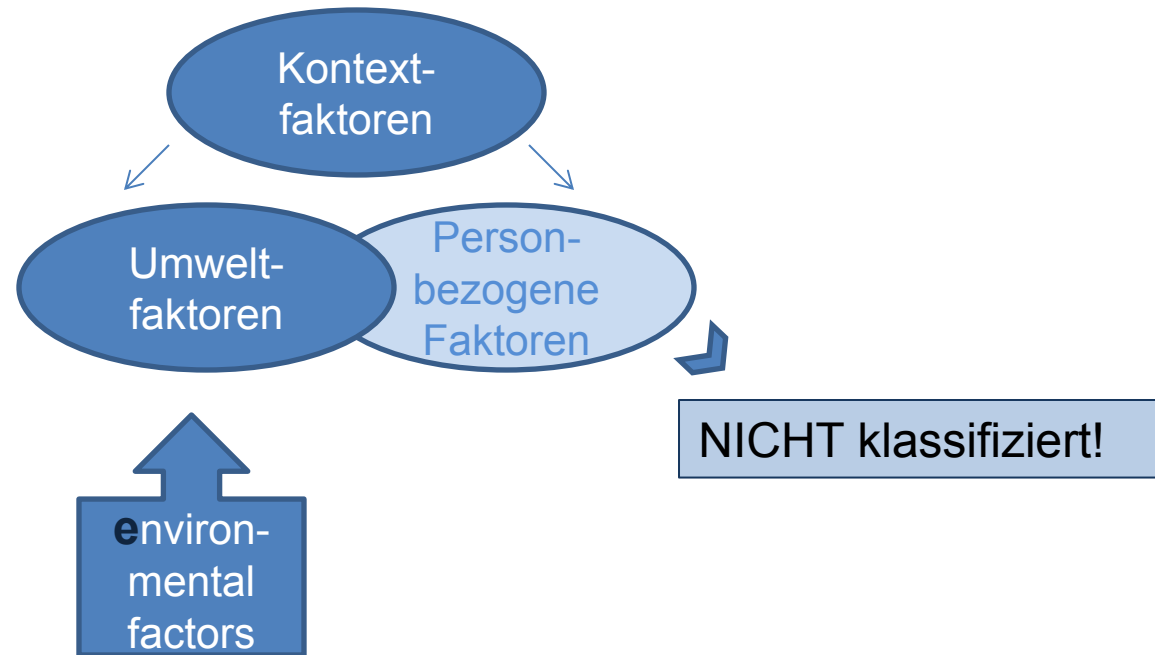 Kontext-
faktoren
Umwelt-
faktoren
Person-
bezogene
Faktoren
NICHT klassifiziert!
environ-
mental
factors